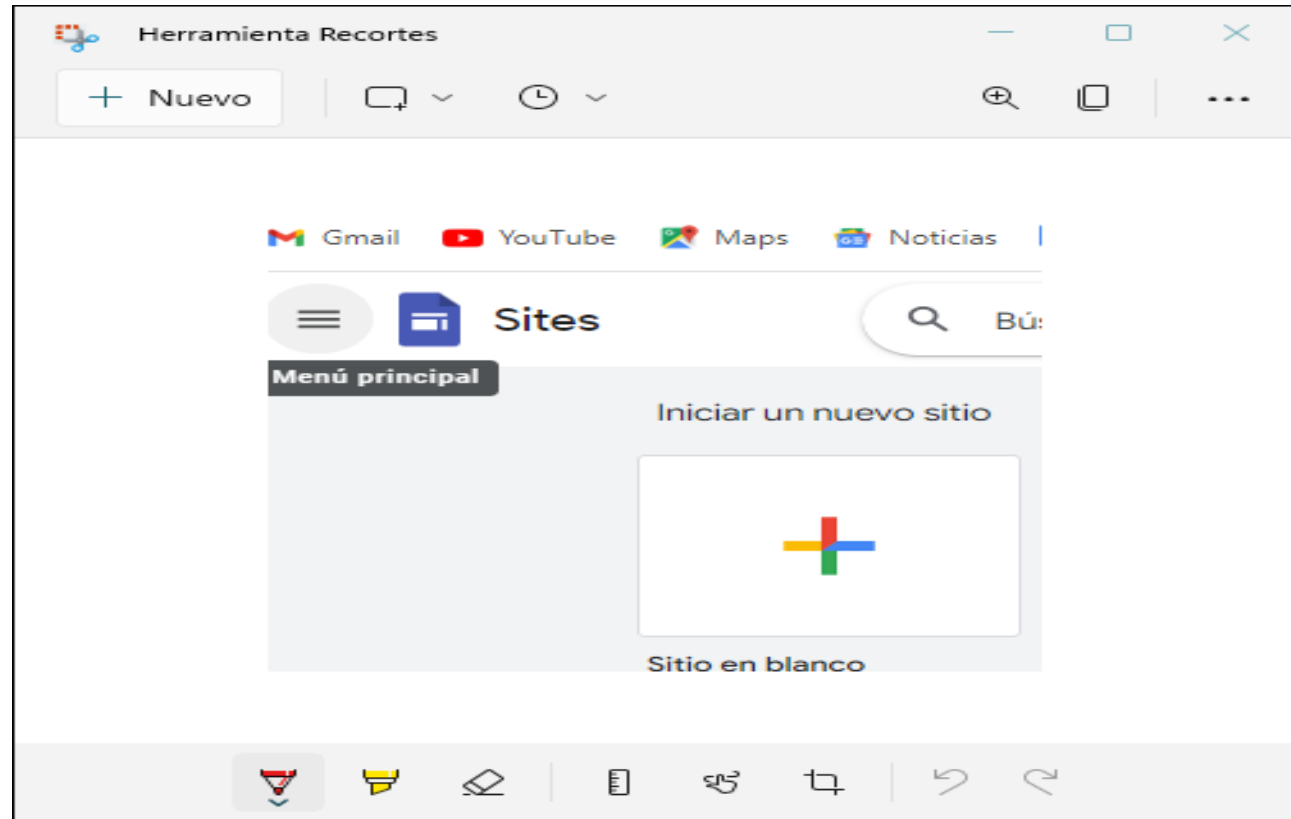 Herramienta Recortes
Nuevo
Gmail YouTube Maps Noticias
Sites
Menú principal
Iniciar un nuevo sitio
Sitio en blanco